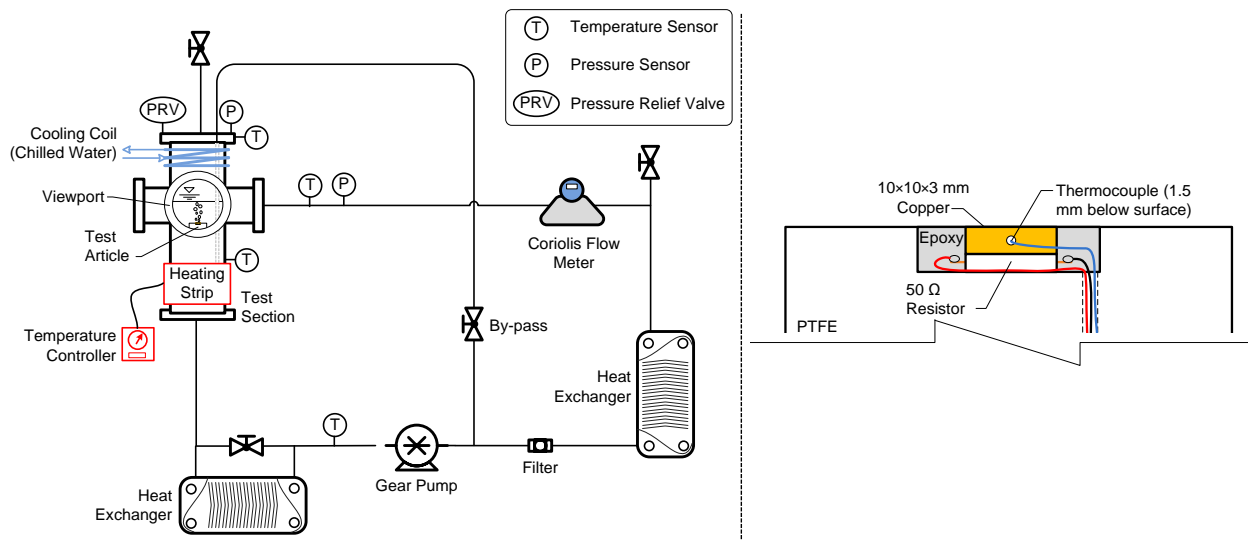 T
Temperature Sensor
P
Pressure Sensor
PRV
Pressure Relief Valve
PRV
P
T
Cooling Coil
(Chilled Water)
Viewport
Test
Article
T
P
Coriolis Flow
Meter
T
Heating
Strip
Test
Section
Temperature
Controller
By-pass
Heat
Exchanger
T
Gear Pump
Filter
Heat
Exchanger
10×10×3 mm
Copper
Thermocouple (1.5
mm below surface)
Epoxy
50 Ω
Resistor
PTFE